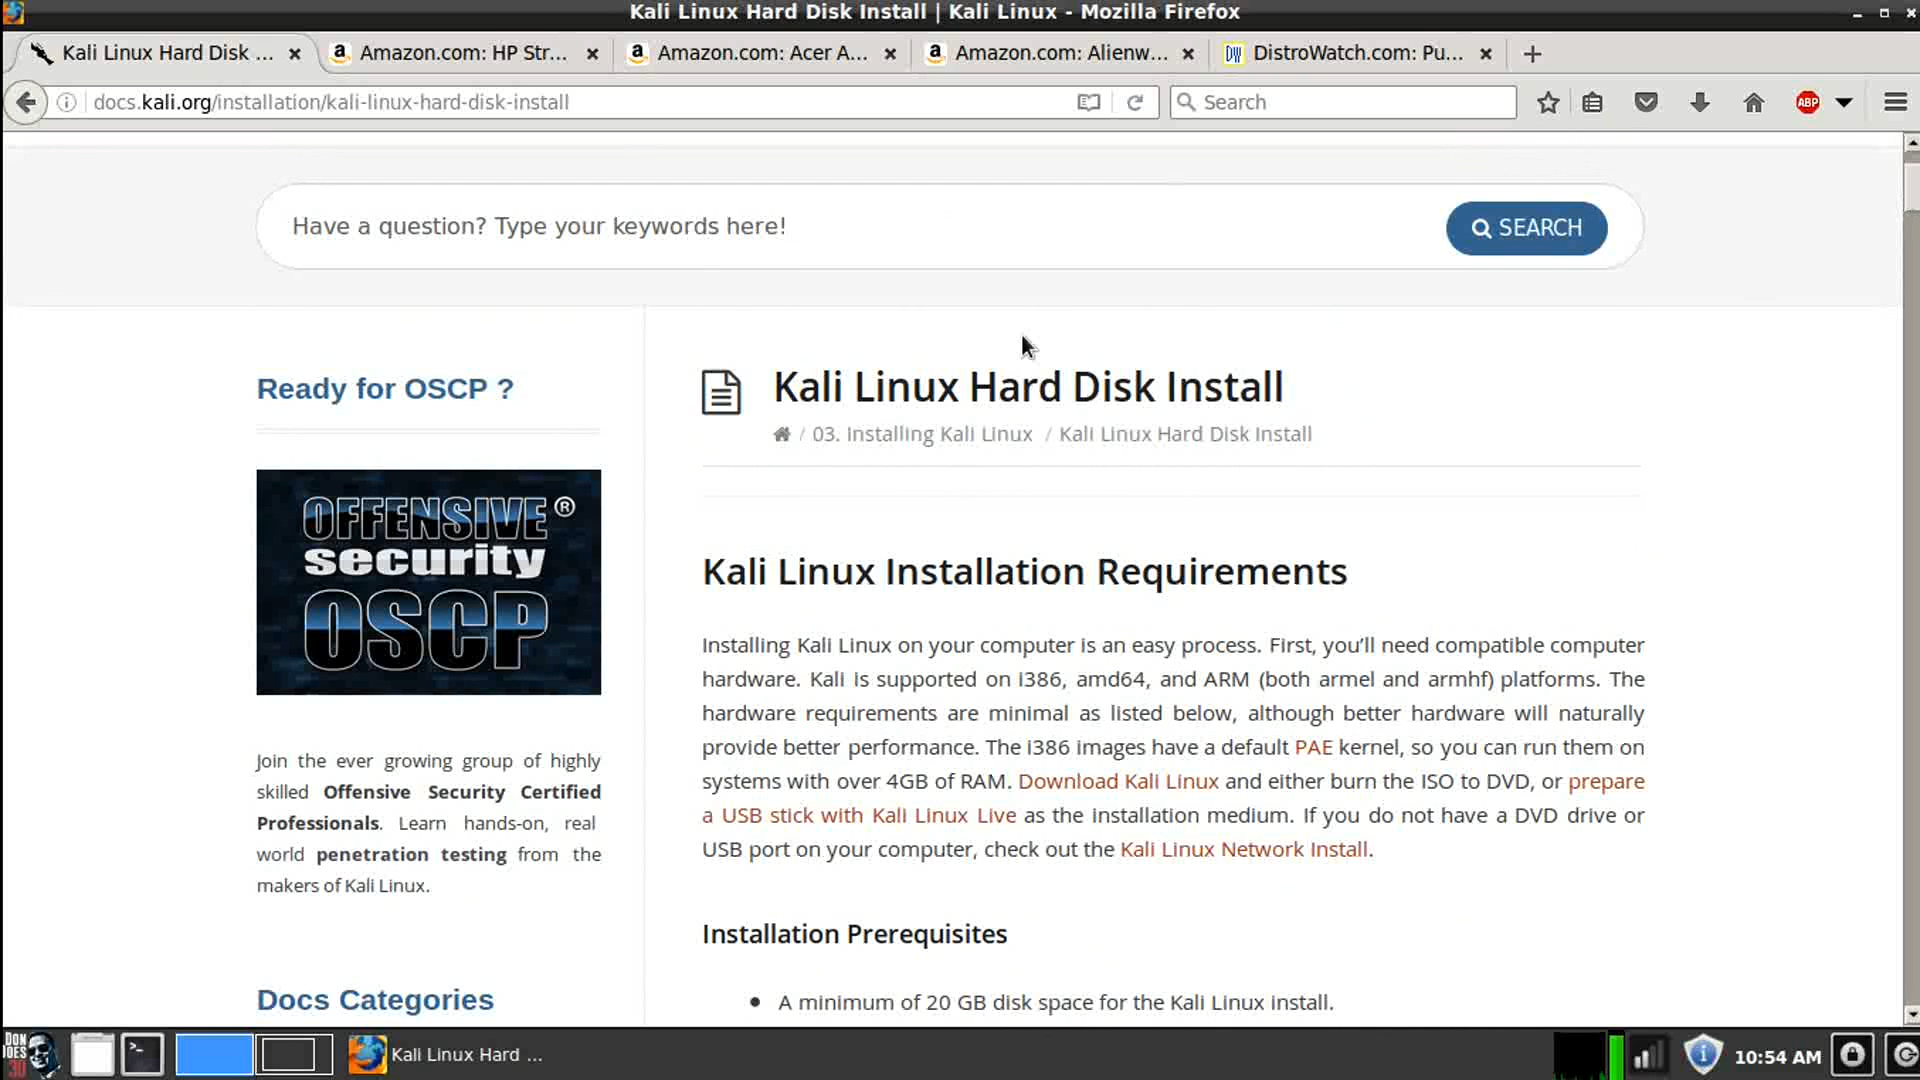 Kali Linux Hard Disk Install | Kali Linux - Mozilla Firefox
Kali Linux Hard Disk ...
Amazon.com: HP Str...
Amazon.com: Acer A...
Amazon.com: Alienw...
DistroWatch.com: Pu...
docs.kali.org/installation/kali-linux-hard-disk-install
Search
ABP
Have a question? Type your keywords here!
SEARCH
Ready for OSCP ?
OFFENSIVE®
security
OSCP
Join the ever growing group of highly
skilled Offensive Security Certified
Professionals. Learn hands-on, real
world penetration testing from the
makers of Kali Linux.
Docs Categories
Kali Linux Hard Disk Install
/ 03. Installing Kali Linux / Kali Linux Hard Disk Install
Kali Linux Installation Requirements
Installing Kali Linux on your computer is an easy process. First, you’ll need compatible computer
hardware. Kali is supported on i386, amd64, and ARM (both armel and armhf) platforms. The
hardware requirements are minimal as listed below, although better hardware will naturally
provide better performance. The i386 images have a default PAE kernel, so you can run them on
systems with over 4GB of RAM. Download Kali Linux and either burn the ISO to DVD, or prepare
a USB stick with Kali Linux Live as the installation medium. If you do not have a DVD drive or
USB port on your computer, check out the Kali Linux Network Install.
Installation Prerequisites
• A minimum of 20 GB disk space for the Kali Linux install.
DON
DOES
30
Kali Linux Hard ...
10:54 AM